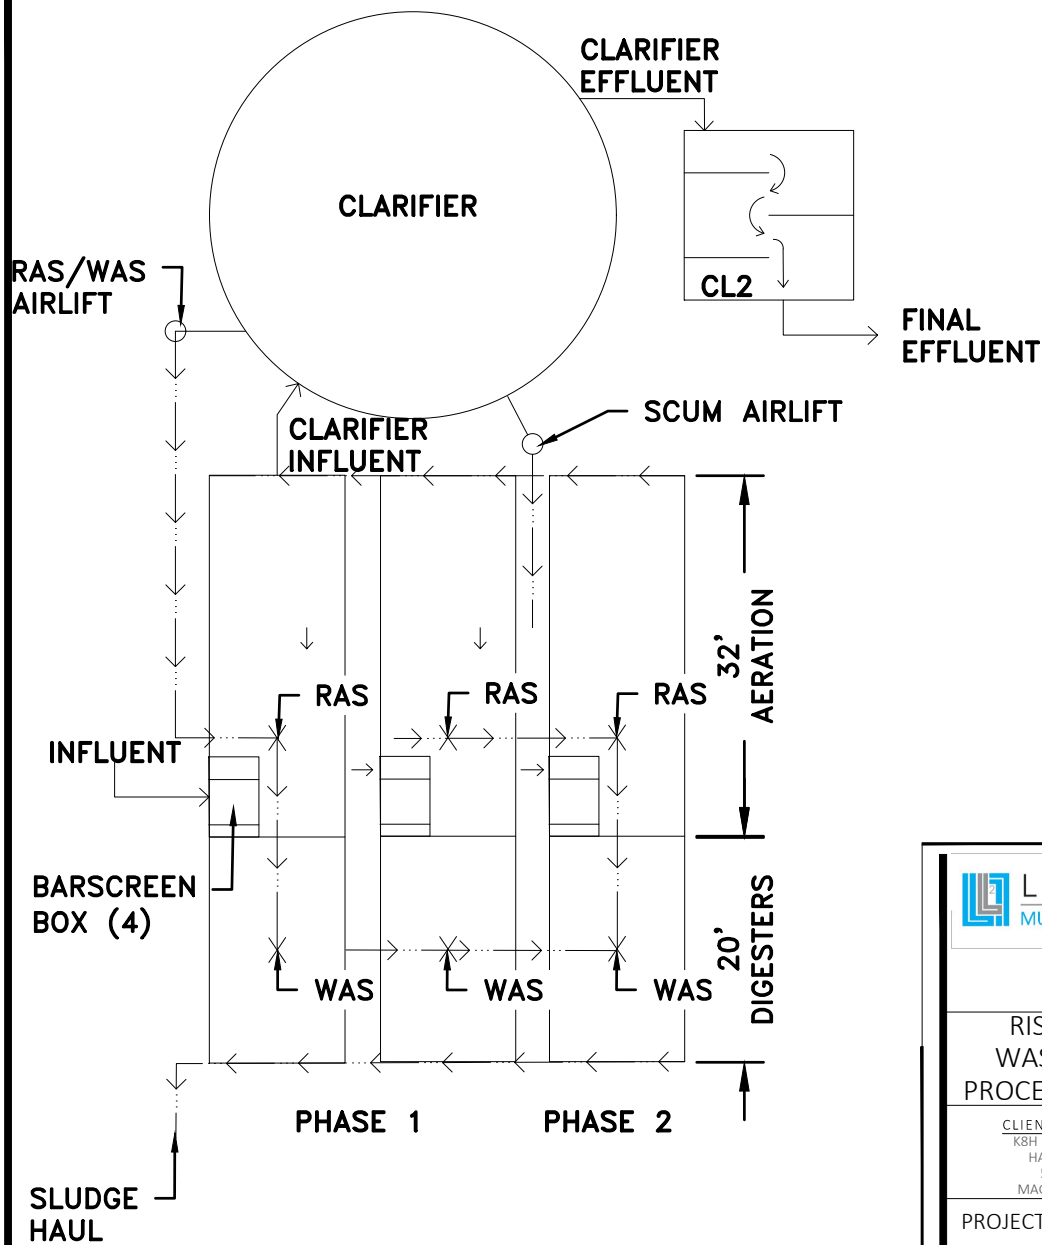 CLARIFIER
EFFLUENT
CLARIFIER
RAS/WAS
AIRLIFT
CL2
FINAL
EFFLUENT
SCUM AIRLIFT
CLARIFIER
INFLUENT
32'
AERATION
RAS
RAS
RAS
INFLUENT
BARSCREEN
BOX (4)
20'
DIGESTERS
WAS
WAS
WAS
PHASE 1
PHASE 2
SLUDGE
HAUL
L
MU
2
RIS
WAS
PROCE
CLIEN
K8H
HA
MAC
PROJECT